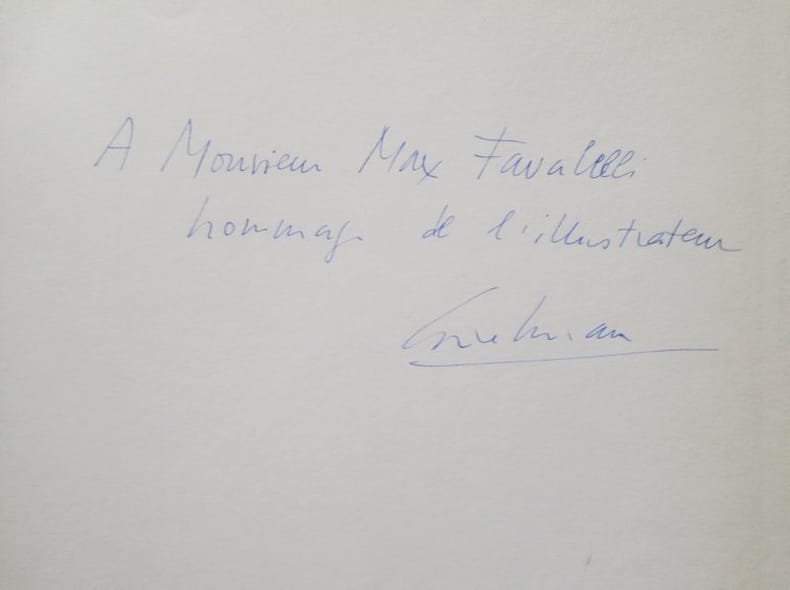 A Monsieur Max Favalelli
hommage de l'illustrateur